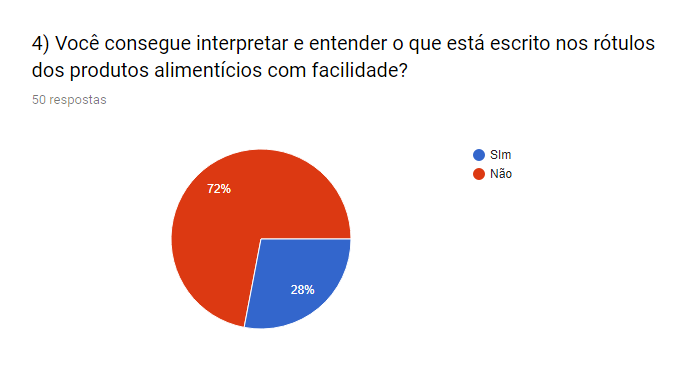 4) Você consegue interpretar e entender o que está escrito nos rótulos
dos produtos alimentícios com facilidade?
50 respostas
SIm
Não
72%
28%